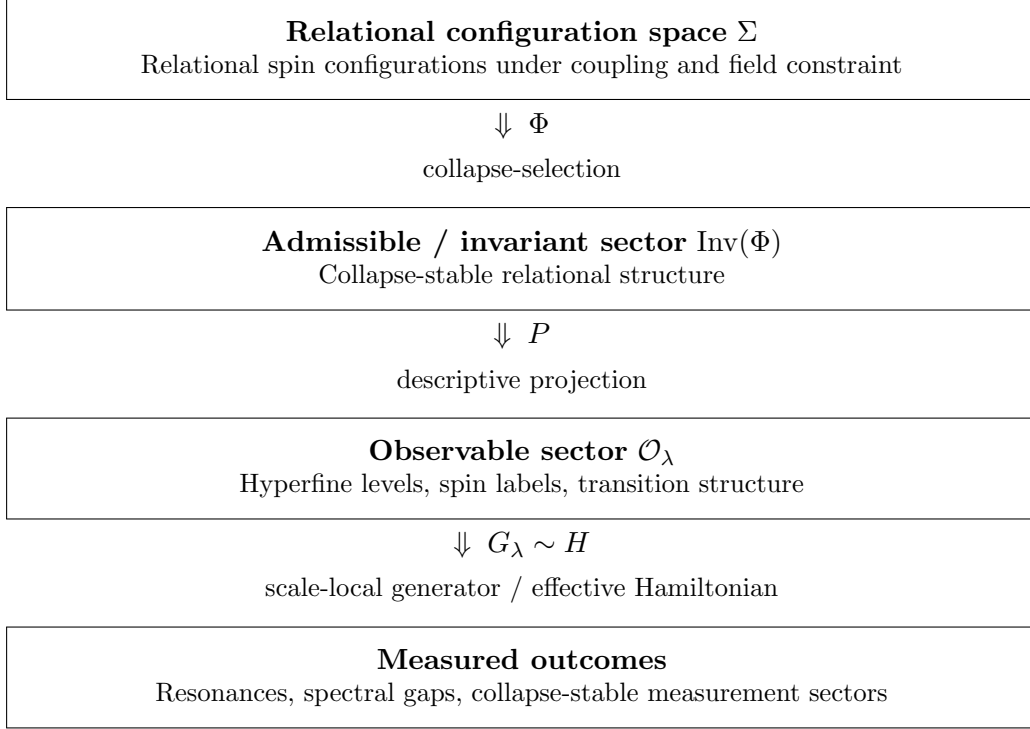 Relational configuration space Σ
Relational spin configurations under coupling and field constraint
⇓ Φ
collapse-selection
Admissible / invariant sector Inv(Φ)
Collapse-stable relational structure
⇓ P
descriptive projection
Observable sector 𝒪λ
Hyperfine levels, spin labels, transition structure
⇓ Gλ ∼ H
scale-local generator / effective Hamiltonian
Measured outcomes
Resonances, spectral gaps, collapse-stable measurement sectors